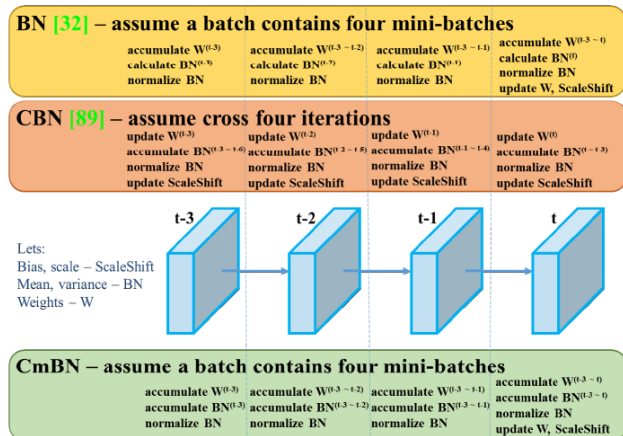 BN [32] – assume a batch contains four mini-batches
accumulate W(t-3) accumulate W(t-3 ~ t-2) accumulate W(t-3 ~ t-1) accumulate W(t-3 ~ t)
calculate BN(t-3) calculate BN(t-2) calculate BN(t-1) calculate BN(t)
normalize BN normalize BN normalize BN normalize BN
update W, ScaleShift
CBN [89] – assume cross four iterations
update W(t-3) update W(t-2) update W(t-1) update W(t)
accumulate BN(t-3 ~ t-6) accumulate BN(t-2 ~ t-5) accumulate BN(t-1 ~ t-4) accumulate BN(t ~ t-3)
normalize BN normalize BN normalize BN normalize BN
update ScaleShift update ScaleShift update ScaleShift update ScaleShift
t-3 t-2 t-1 t
Lets:
Bias, scale – ScaleShift
Mean, variance – BN
Weights – W
CmBN – assume a batch contains four mini-batches
accumulate W(t-3) accumulate W(t-3 ~ t-2) accumulate W(t-3 ~ t-1) accumulate W(t-3 ~ t)
accumulate BN(t-3) accumulate BN(t-3 ~ t-2) accumulate BN(t-3 ~ t-1) accumulate BN(t-3 ~ t)
normalize BN normalize BN normalize BN normalize BN
update W, ScaleShift